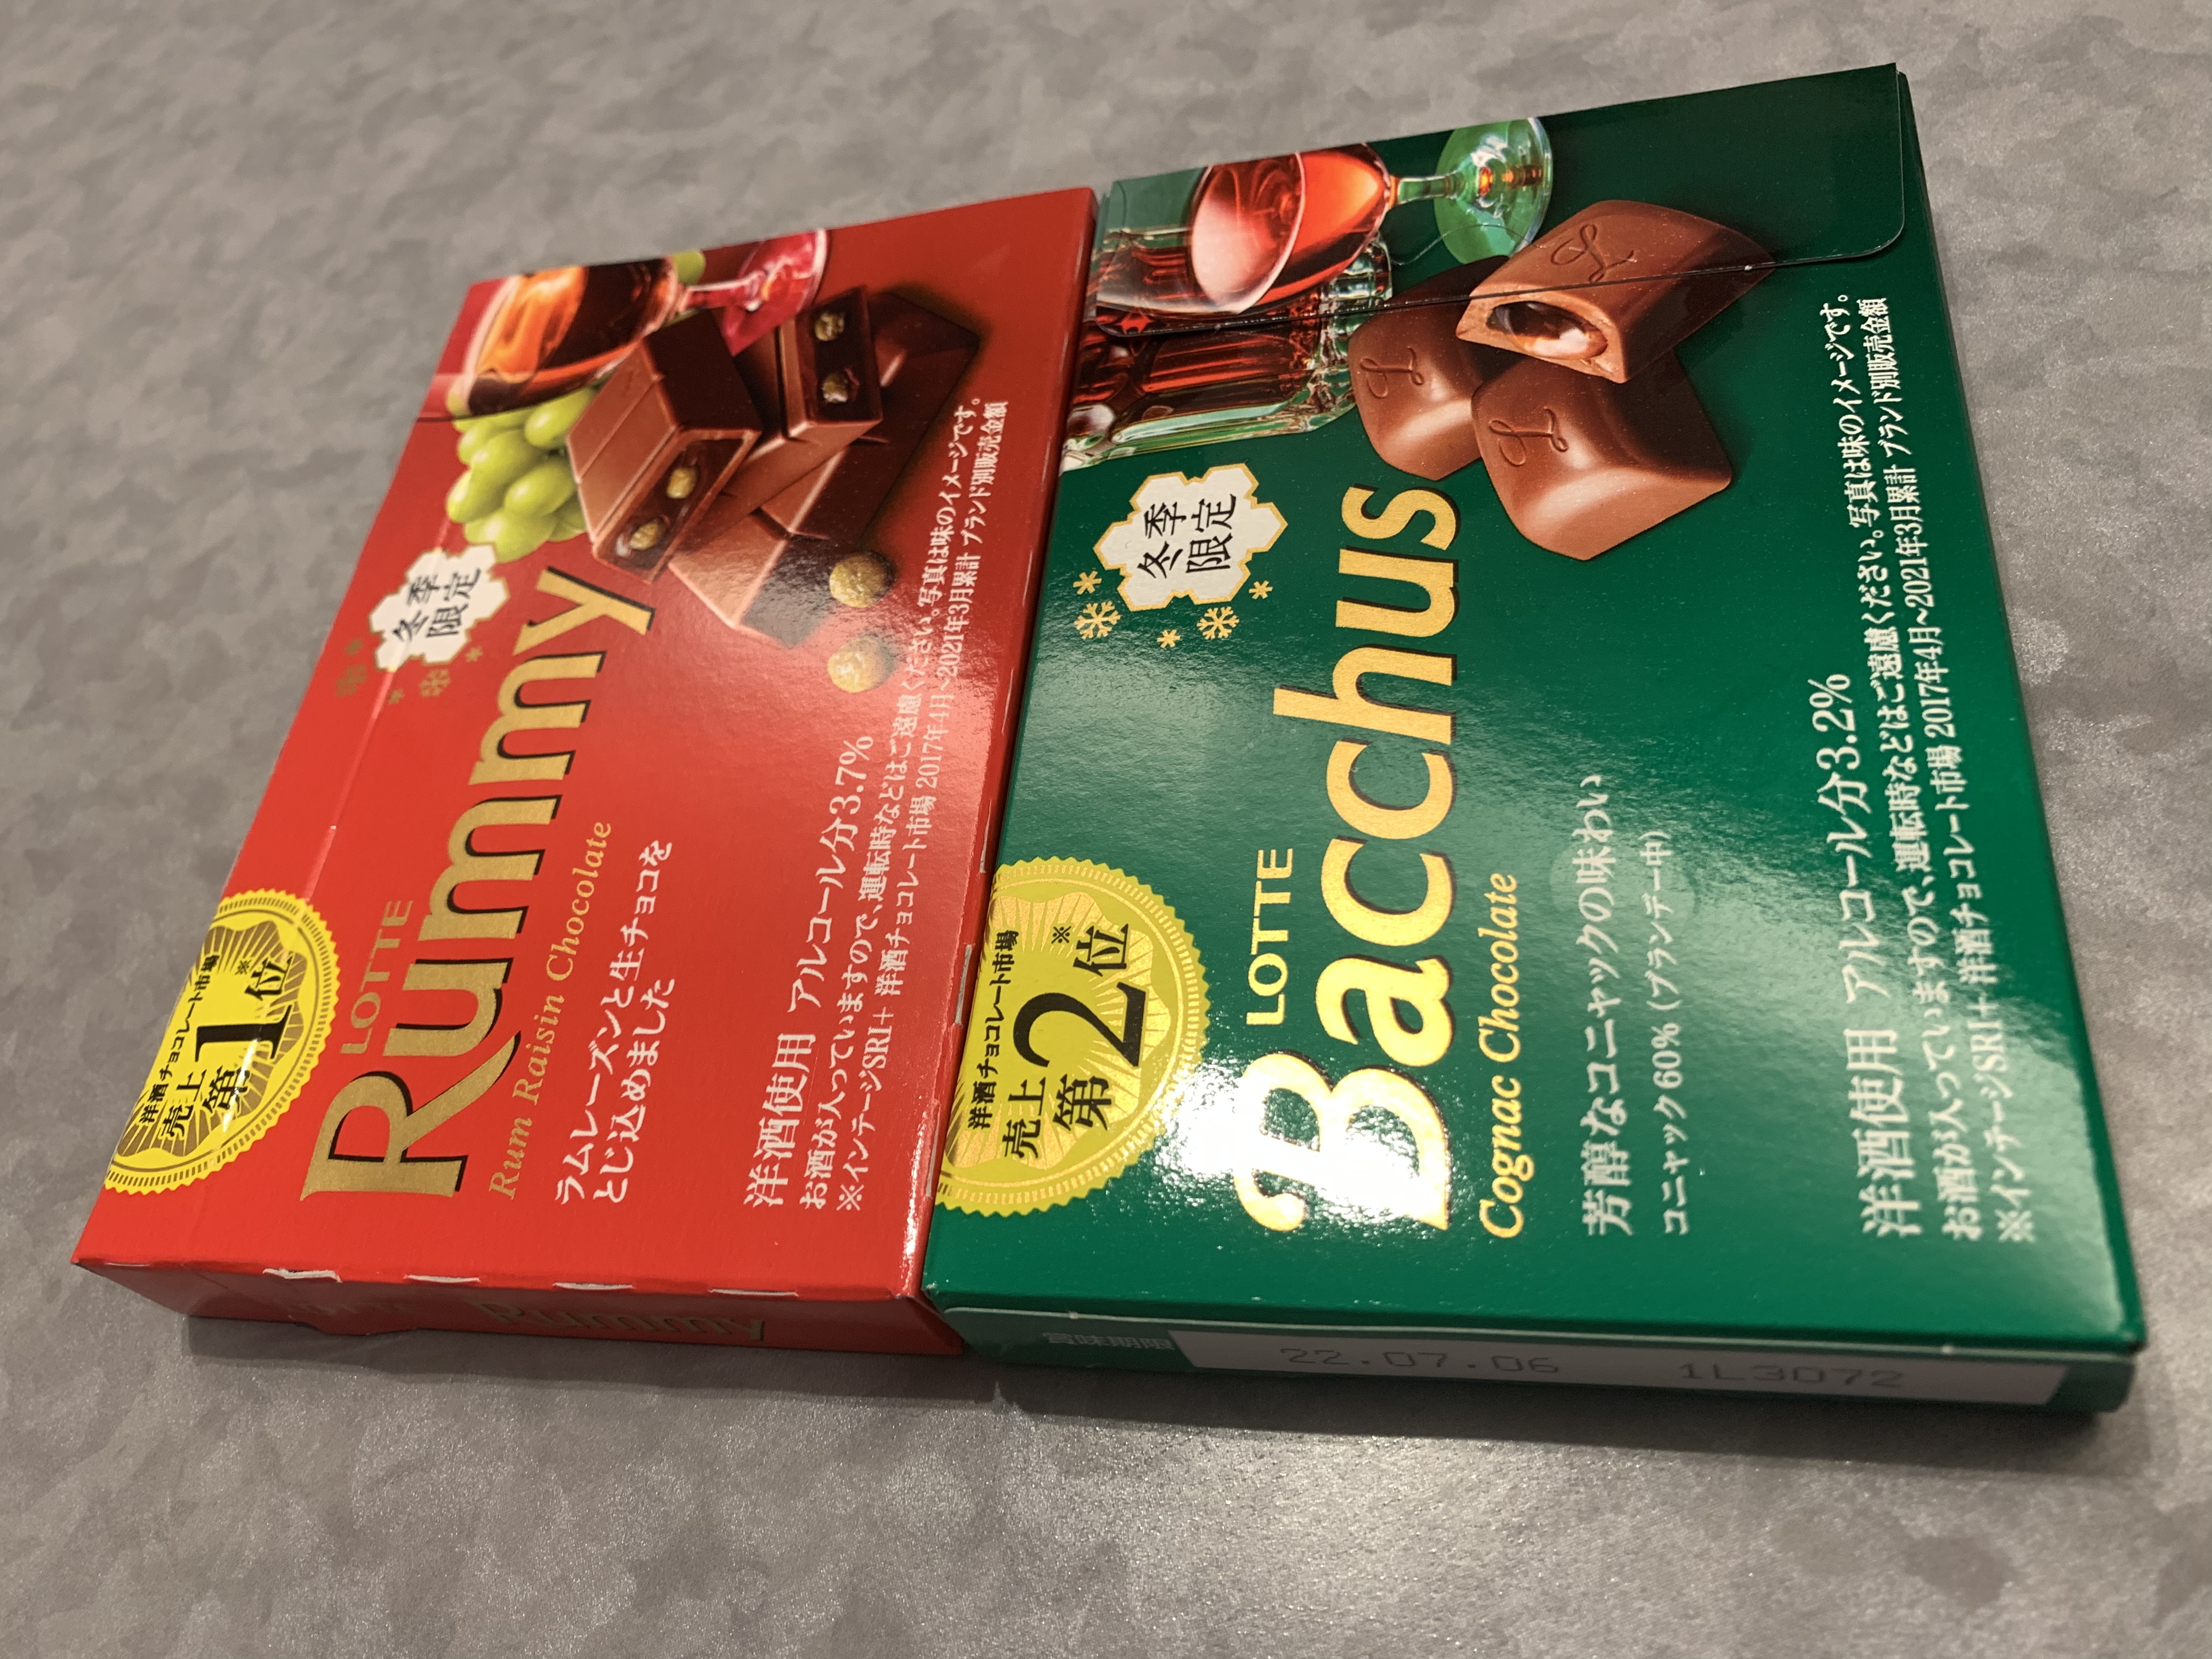 洋酒チョコレート市場
売上
第1位※
LOTTE
Rummy
Rum Raisin Chocolate
冬季
限定
ラムレーズンと生チョコを
とじ込めました
洋酒使用 アルコール分3.7%
お酒が入っていますので、運転時などはご遠慮ください。写真は味のイメージです。
※インテージSRI+ 洋酒チョコレート市場 2017年4月~2021年3月累計 ブランド別販売金額
Rummy
洋酒チョコレート市場
売上
第2位※
LOTTE
Bacchus
Cognac Chocolate
冬季
限定
芳醇なコニャックの味わい
コニャック60%(ブランデー中)
洋酒使用 アルコール分3.2%
お酒が入っていますので、運転時などはご遠慮ください。写真は味のイメージです。
※インテージSRI+ 洋酒チョコレート市場 2017年4月~2021年3月累計 ブランド別販売金額
賞味期限 22.07.06 1L3072